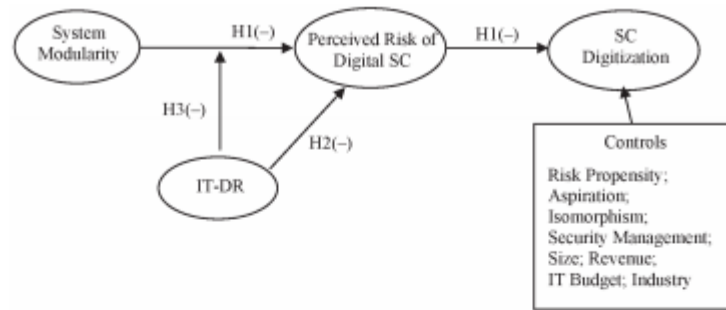 System
Modularity
H1(–)
Perceived Risk of
Digital SC
H1(–)
SC
Digitization
H3(–)
H2(–)
IT-DR
Controls
Risk Propensity;
Aspiration;
Isomorphism;
Security Management;
Size; Revenue;
IT Budget; Industry